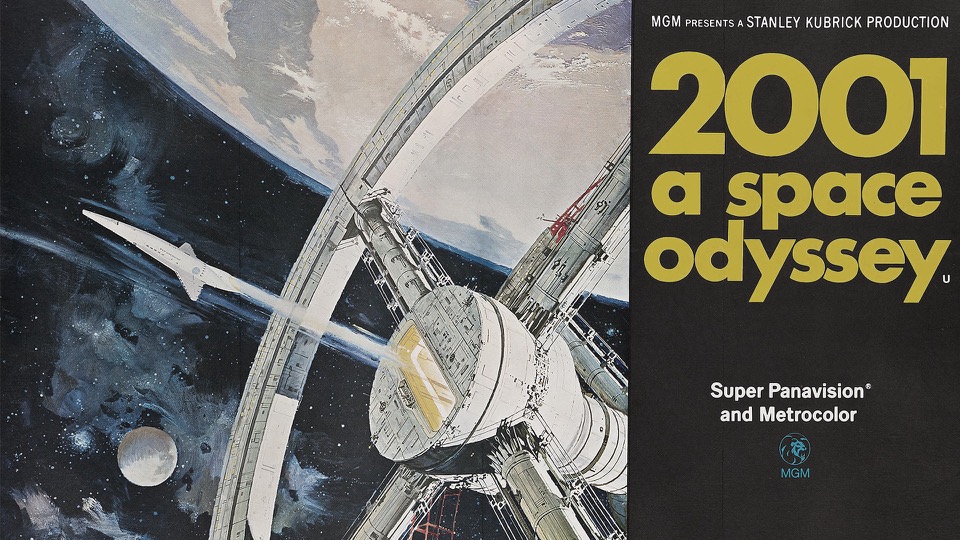 MGM PRESENTS A STANLEY KUBRICK PRODUCTION
2001
a space
odyssey
U
Super Panavision®
and Metrocolor
MGM